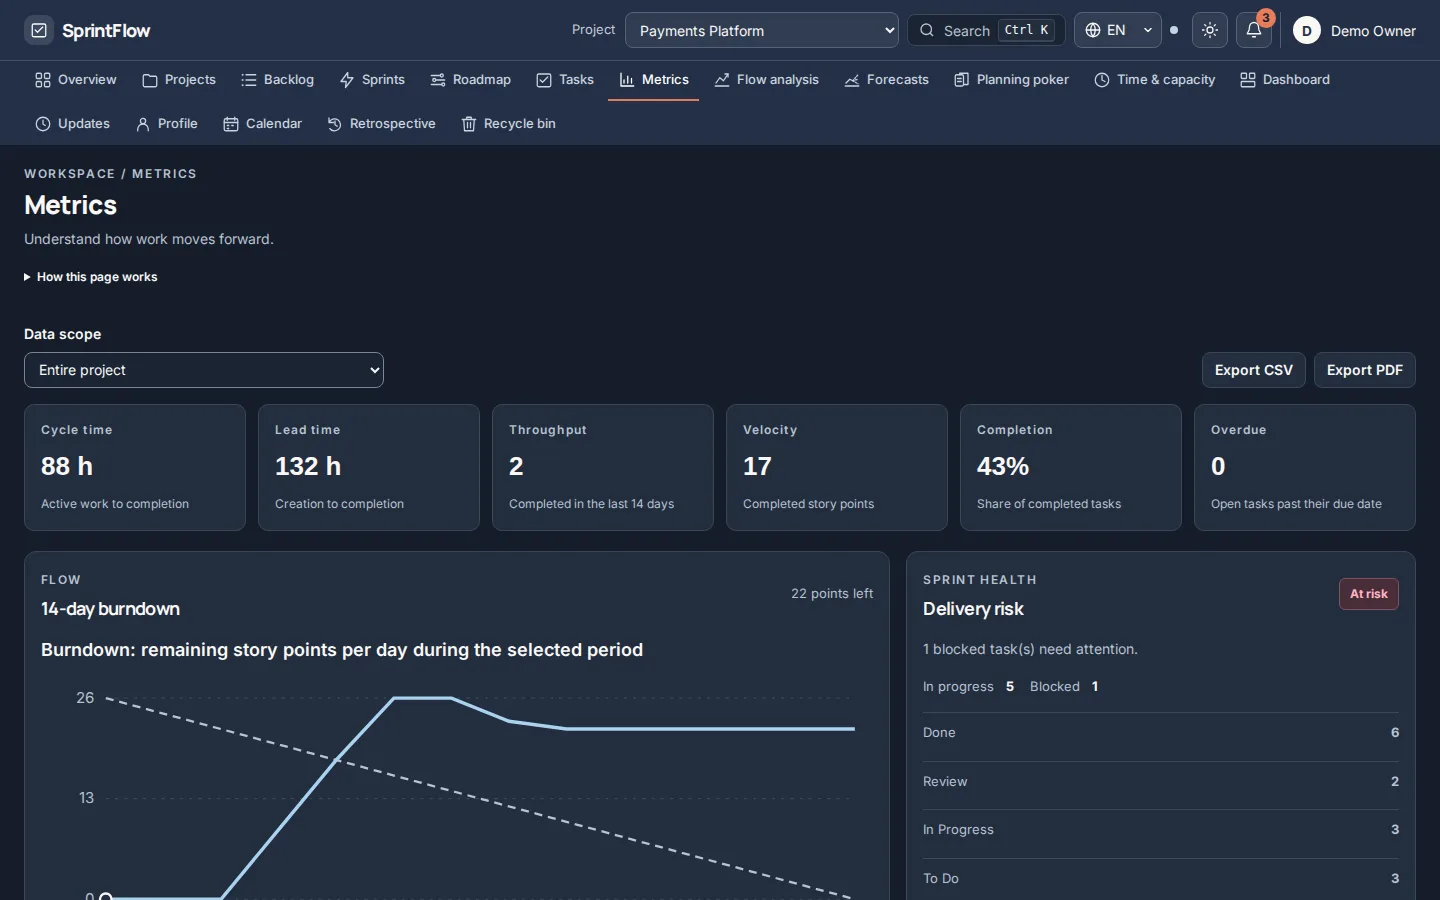 SprintFlow
Project
Payments Platform
Search Ctrl K
EN
3
D
Demo Owner
Overview
Projects
Backlog
Sprints
Roadmap
Tasks
Metrics
Flow analysis
Forecasts
Planning poker
Time & capacity
Dashboard
Updates
Profile
Calendar
Retrospective
Recycle bin
WORKSPACE / METRICS
Metrics
Understand how work moves forward.
How this page works
Data scope
Entire project
Export CSV
Export PDF
Cycle time
88 h
Active work to completion
Lead time
132 h
Creation to completion
Throughput
2
Completed in the last 14 days
Velocity
17
Completed story points
Completion
43%
Share of completed tasks
Overdue
0
Open tasks past their due date
FLOW
14-day burndown
22 points left
Burndown: remaining story points per day during the selected period
26
13
0
SPRINT HEALTH
Delivery risk
At risk
1 blocked task(s) need attention.
In progress 5 Blocked 1
Done 6
Review 2
In Progress 3
To Do 3